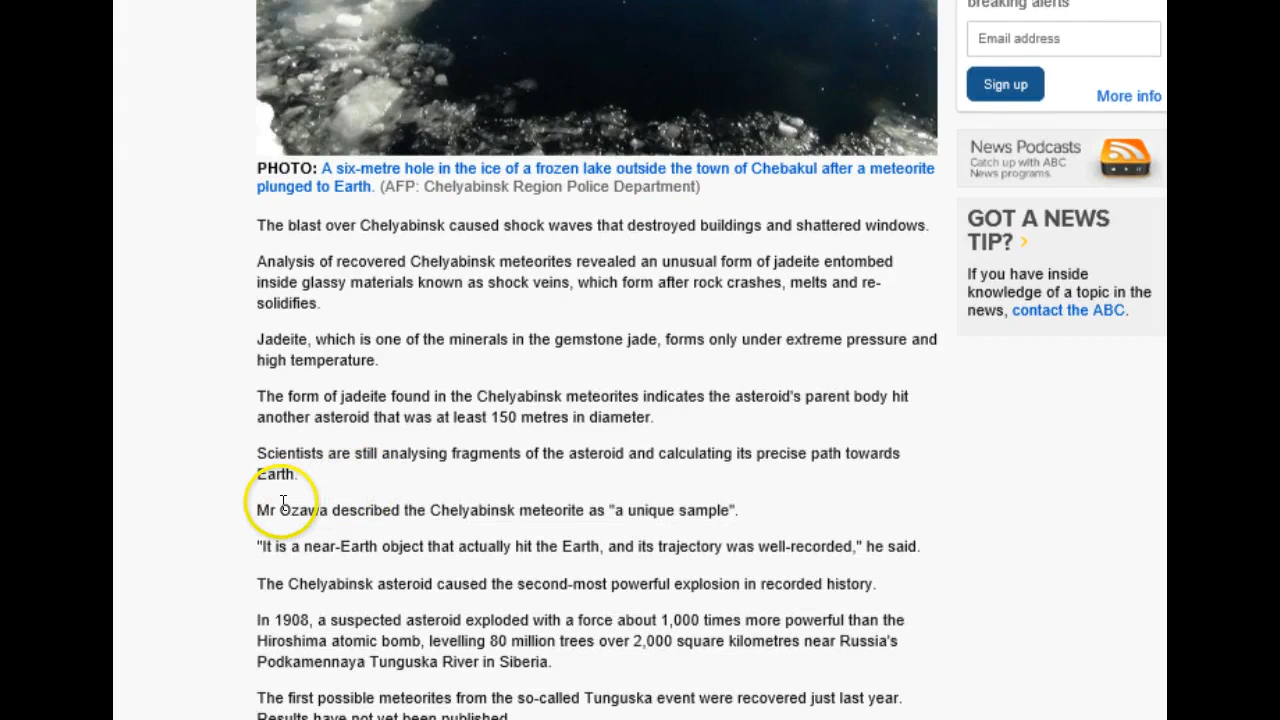 breaking alerts
Email address
Sign up
More info
PHOTO: A six-metre hole in the ice of a frozen lake outside the town of Chebakul after a meteorite
plunged to Earth. (AFP: Chelyabinsk Region Police Department)
News Podcasts
Catch up with ABC
News programs.
The blast over Chelyabinsk caused shock waves that destroyed buildings and shattered windows.
GOT A NEWS
TIP? >
If you have inside
knowledge of a topic in the
news, contact the ABC.
Analysis of recovered Chelyabinsk meteorites revealed an unusual form of jadeite entombed
inside glassy materials known as shock veins, which form after rock crashes, melts and re-
solidifies.
Jadeite, which is one of the minerals in the gemstone jade, forms only under extreme pressure and
high temperature.
The form of jadeite found in the Chelyabinsk meteorites indicates the asteroid's parent body hit
another asteroid that was at least 150 metres in diameter.
Scientists are still analysing fragments of the asteroid and calculating its precise path towards
Earth.
Mr Ozawa described the Chelyabinsk meteorite as "a unique sample".
"It is a near-Earth object that actually hit the Earth, and its trajectory was well-recorded," he said.
The Chelyabinsk asteroid caused the second-most powerful explosion in recorded history.
In 1908, a suspected asteroid exploded with a force about 1,000 times more powerful than the
Hiroshima atomic bomb, levelling 80 million trees over 2,000 square kilometres near Russia's
Podkamennaya Tunguska River in Siberia.
The first possible meteorites from the so-called Tunguska event were recovered just last year.
Results have not yet been published.